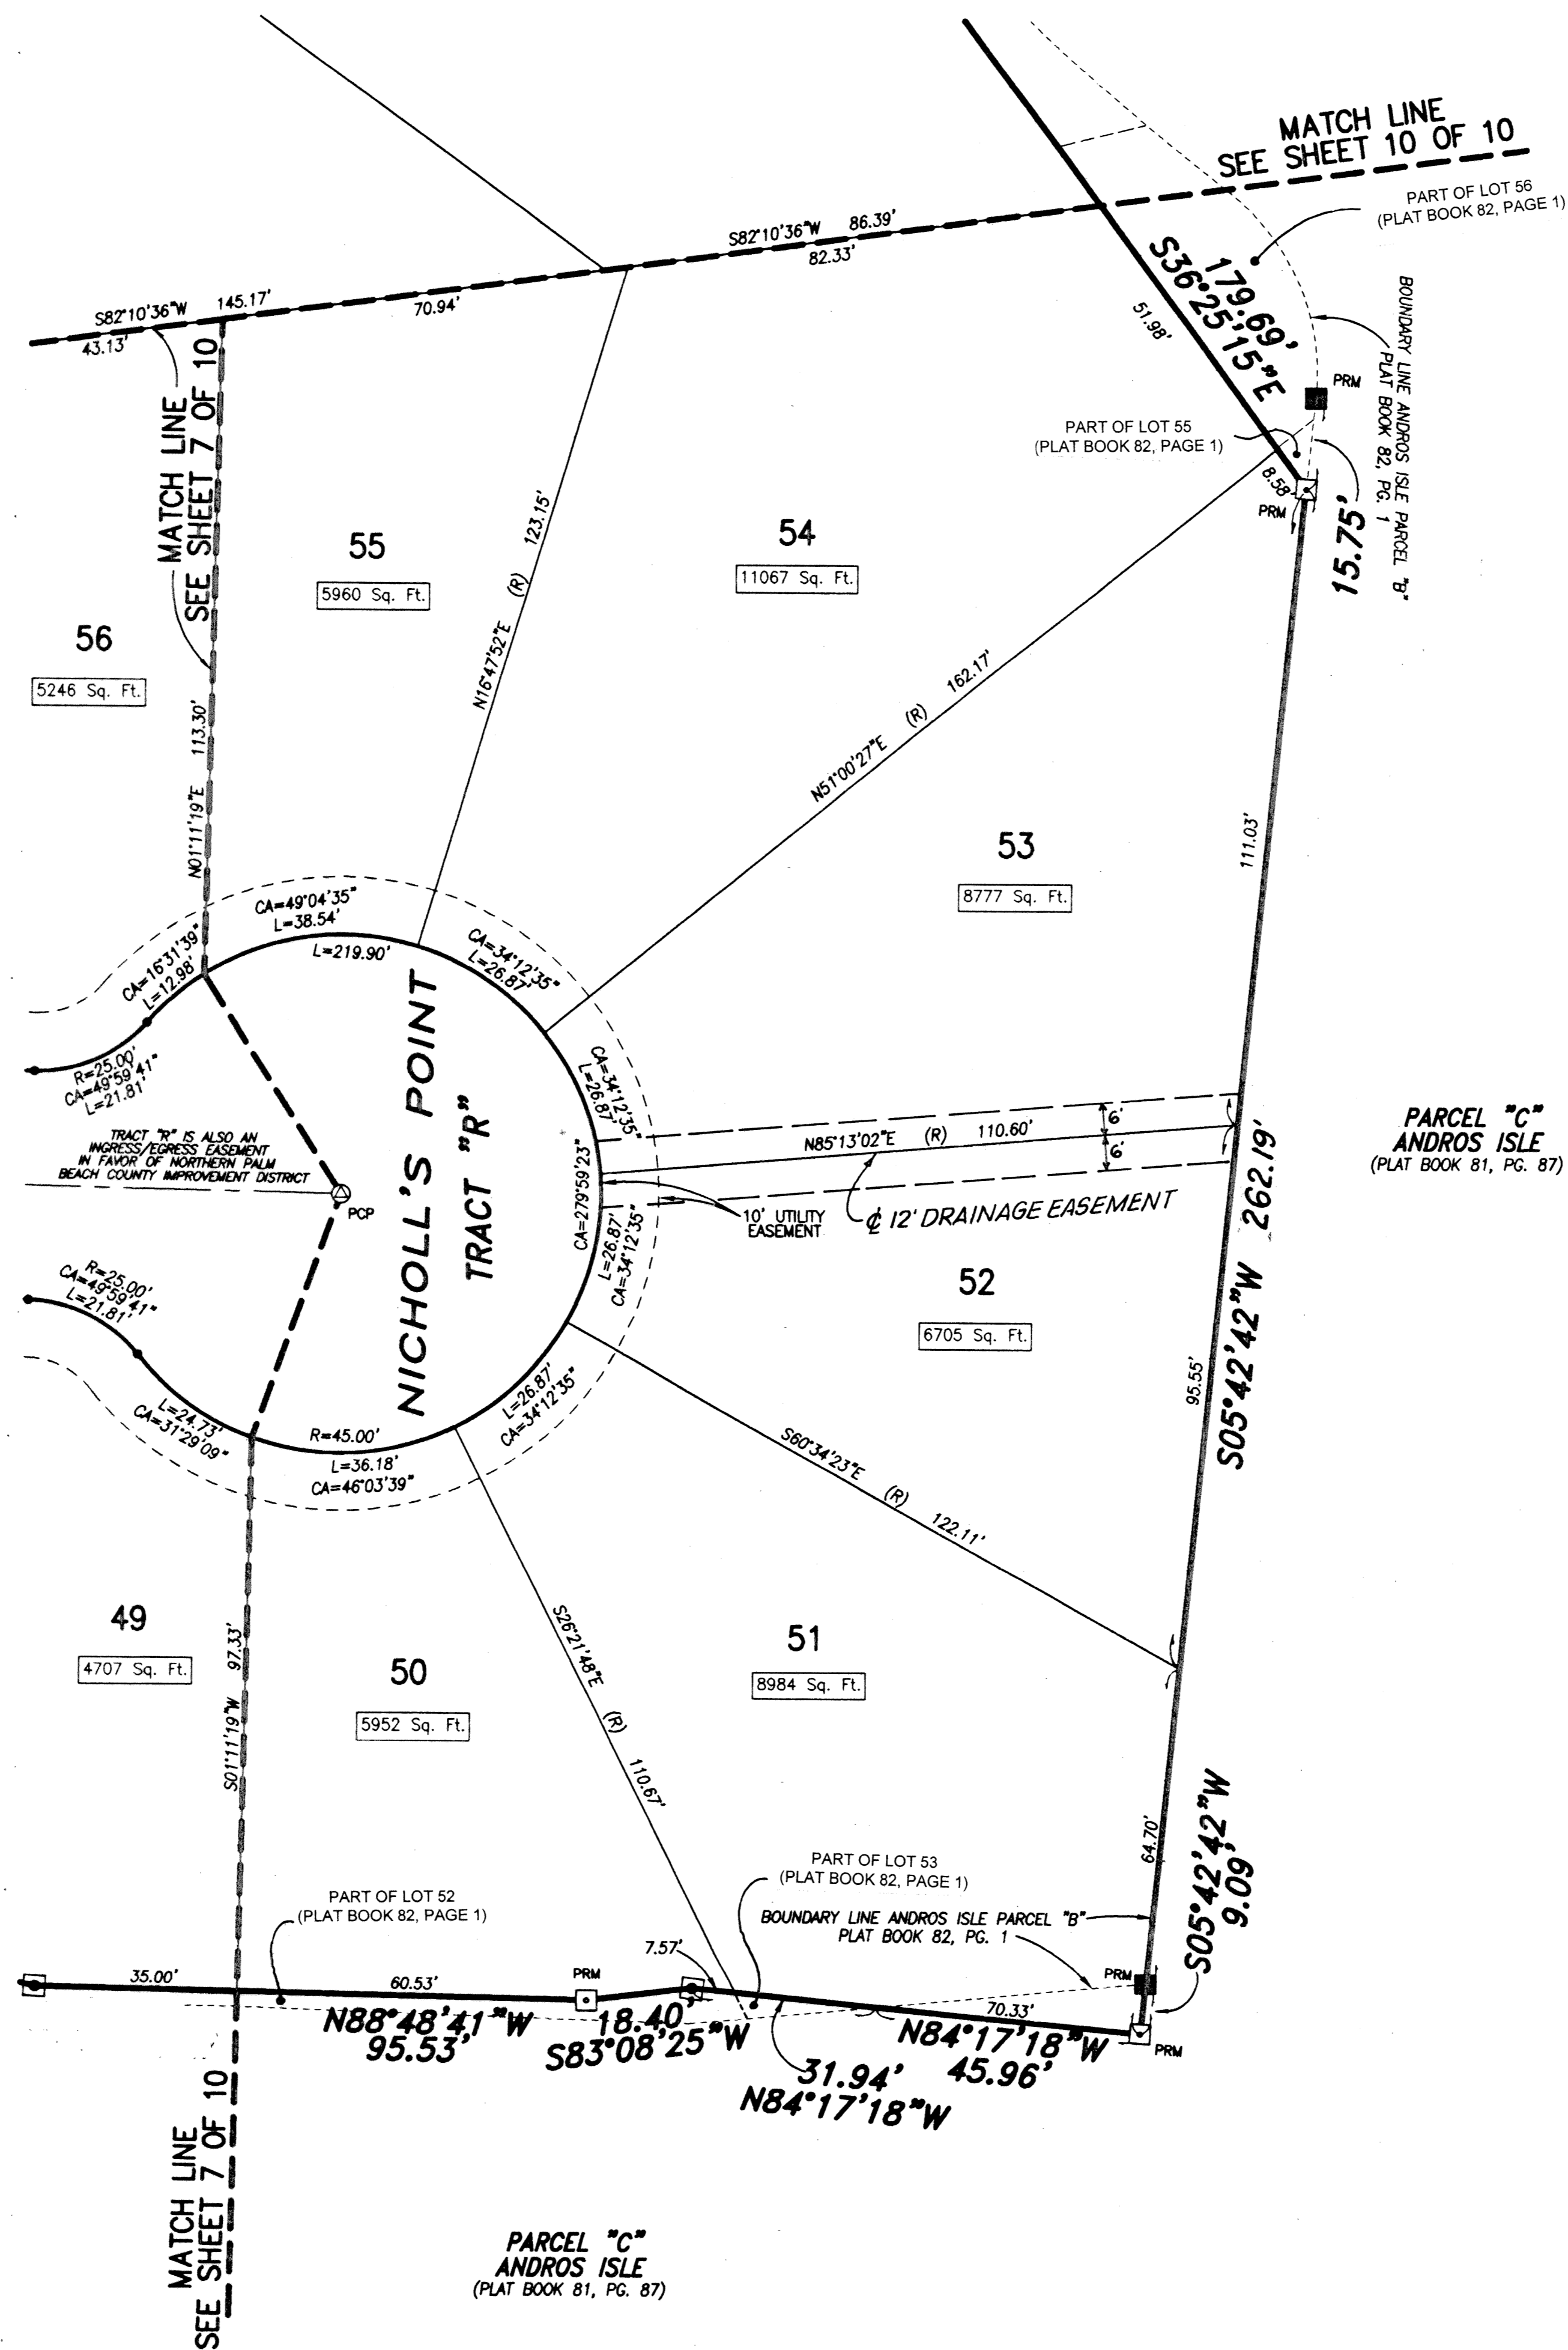 MATCH LINE
SEE SHEET 10 OF 10
PART OF LOT 56
(PLAT BOOK 82, PAGE 1)
S82°10'36"W 86.39'
82.33'
S82°10'36"W 145.17'
43.13'
70.94'
179.69'
S36°25'15"E
51.98'
BOUNDARY LINE ANDROS ISLE PARCEL "B"
PLAT BOOK 82, PG. 1
PRM
PART OF LOT 55
(PLAT BOOK 82, PAGE 1)
8.58'
PRM
15.75'
MATCH LINE
SEE SHEET 7 OF 10
55
5960 Sq. Ft.
54
11067 Sq. Ft.
56
5246 Sq. Ft.
N16°47'52"E (R) 123.15'
N51°00'27"E (R) 162.17'
N01°11'19"E 113.30'
53
8777 Sq. Ft.
111.03'
CA=49°04'35"
L=38.54'
L=219.90'
CA=16°31'39"
L=12.98'
CA=34°12'35"
L=26.87'
R=25.00'
CA=49°59'41"
L=21.81'
CA=34°12'35"
L=26.87'
NICHOLL'S POINT
TRACT "R"
TRACT "R" IS ALSO AN
INGRESS/EGRESS EASEMENT
IN FAVOR OF NORTHERN PALM
BEACH COUNTY IMPROVEMENT DISTRICT
PCP
CA=279°59'23"
N85°13'02"E (R) 110.60'
6'
6'
10' UTILITY
EASEMENT
℄ 12' DRAINAGE EASEMENT
PARCEL "C"
ANDROS ISLE
(PLAT BOOK 81, PG. 87)
S05°42'42"W 262.19'
L=26.87'
CA=34°12'35"
52
6705 Sq. Ft.
95.55'
R=25.00'
CA=49°59'41"
L=21.81'
L=24.73'
CA=31°29'09"
R=45.00'
L=36.18'
CA=46°03'39"
L=26.87'
CA=34°12'35"
S60°34'23"E (R) 122.11'
49
4707 Sq. Ft.
S01°11'19"W 97.33'
50
5952 Sq. Ft.
S26°21'48"E (R) 110.67'
51
8984 Sq. Ft.
64.70'
S05°42'42"W
9.09'
PART OF LOT 53
(PLAT BOOK 82, PAGE 1)
PART OF LOT 52
(PLAT BOOK 82, PAGE 1)
BOUNDARY LINE ANDROS ISLE PARCEL "B"
PLAT BOOK 82, PG. 1
7.57'
35.00'
60.53'
PRM
PRM
70.33'
N88°48'41"W
95.53'
18.40'
S83°08'25"W
N84°17'18"W
45.96'
PRM
31.94'
N84°17'18"W
MATCH LINE
SEE SHEET 7 OF 10
PARCEL "C"
ANDROS ISLE
(PLAT BOOK 81, PG. 87)